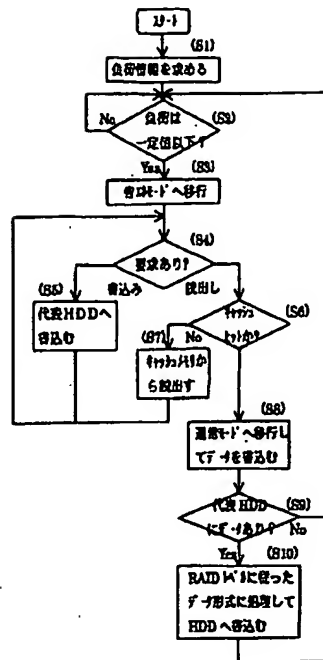 ｽﾀｰﾄ
(S1)
負荷情報を求める
(S2)
負荷は
一定値以下?
No
Yes
(S3)
省電ﾓｰﾄﾞへ移行
(S4)
要求あり?
書込み
読出し
(S5)
代役HDDへ
書込む
(S6)
ｷｬｯｼｭ
ﾋｯﾄか?
No
(S7)
ｷｬｯｼｭﾒﾓﾘか
ら読出す
(S8)
通常ﾓｰﾄﾞへ移行し
てﾃﾞｰﾀを書込む
(S9)
代役HDD
にﾃﾞｰﾀあり?
No
Yes
(S10)
RAIDﾚﾍﾞﾙに従った
ﾃﾞｰﾀ形式に処理して
HDDへ書込む